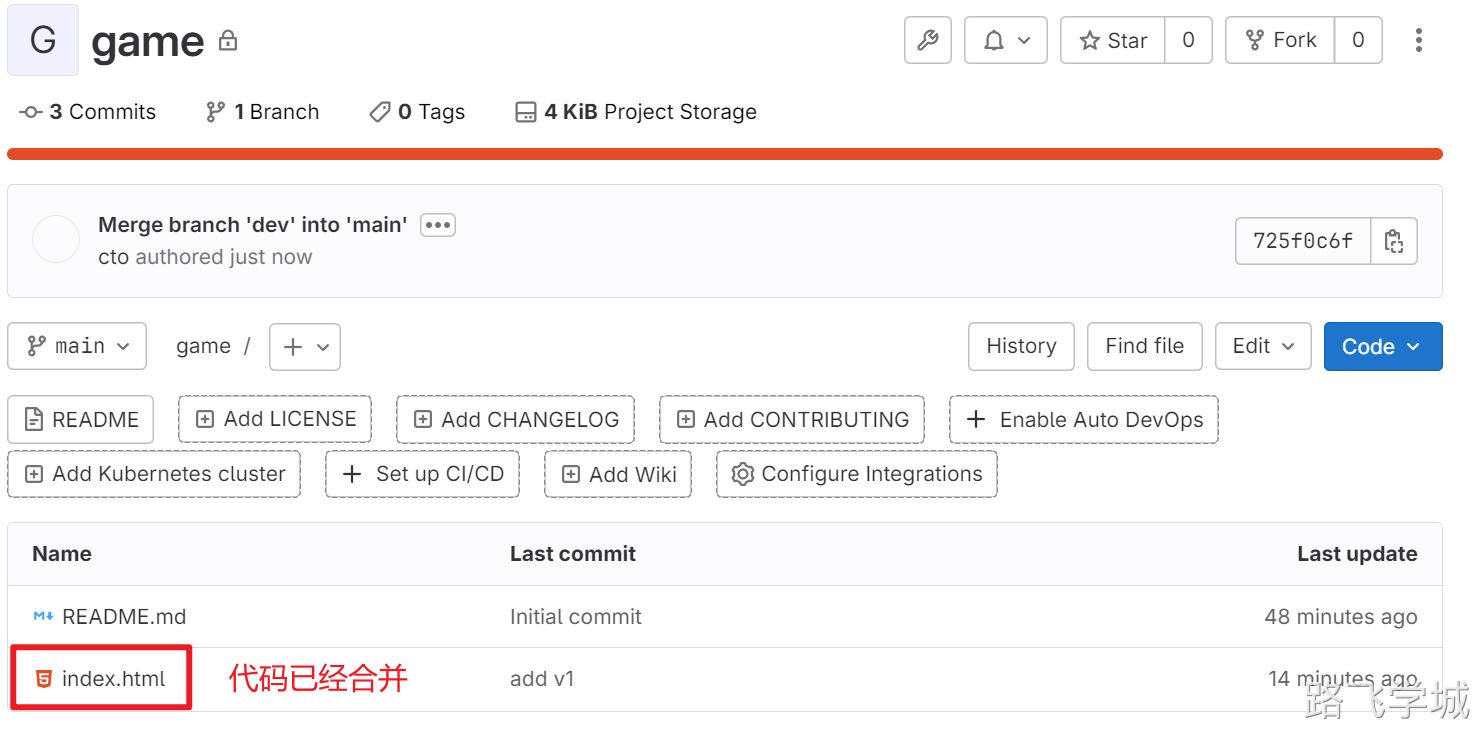 G game Star 0 Fork 0
3 Commits 1 Branch 0 Tags 4 KiB Project Storage
Merge branch 'dev' into 'main' •••
cto authored just now
725f0c6f
main game / + History Find file Edit Code
README Add LICENSE Add CHANGELOG Add CONTRIBUTING + Enable Auto DevOps
Add Kubernetes cluster + Set up CI/CD Add Wiki Configure Integrations
Name Last commit Last update
README.md Initial commit 48 minutes ago
index.html 代码已经合并 add v1 14 minutes ago
路飞学城